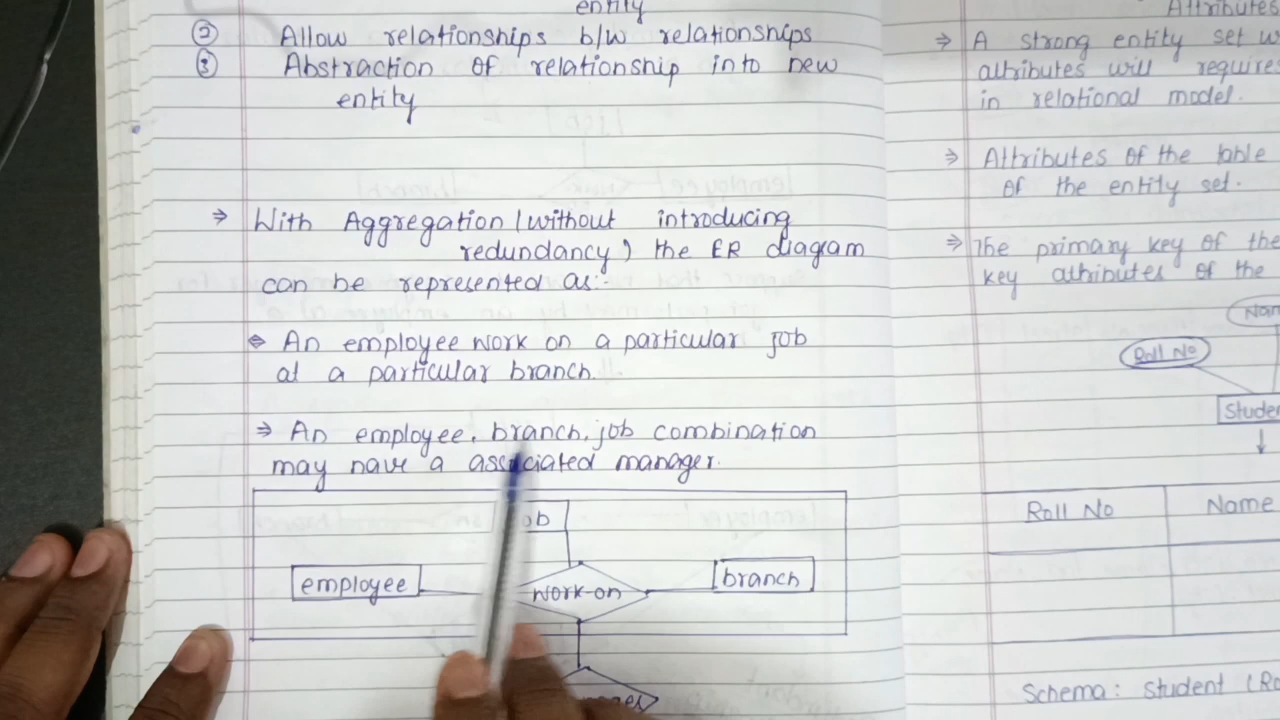 entity
② Allow relationships b/w relationships
③ Abstraction of relationship into new
entity
⇒ With Aggregation (without introducing
redundancy) the ER diagam
can be represented as:-
⇒ An employee work on a particular job
at a particular branch.
⇒ An employee, branch, job combination
may have a associated manager.
job
employee
work-on
branch
Attributes
⇒ A strong entity set
attributes will require
in relational model.
⇒ Attributes of the table
of the entity set.
⇒ The primary key of the
key attributes of the
Roll No
Roll No Name
Schema: Student (Ro